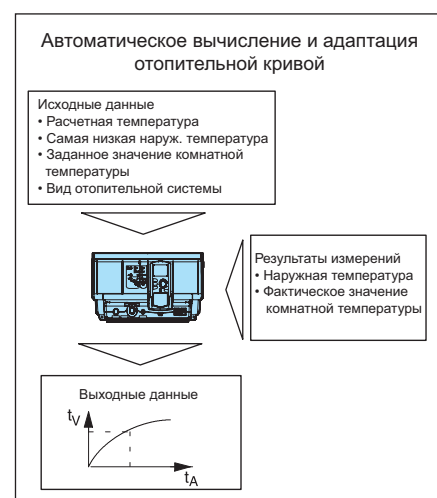 Автоматическое вычисление и адаптация
отопительной кривой
Исходные данные
• Расчетная температура
• Самая низкая наруж. температура
• Заданное значение комнатной
температуры
• Вид отопительной системы
Результаты измерений
• Наружная температура
• Фактическое значение
комнатной температуры
Выходные данные
tV
tA